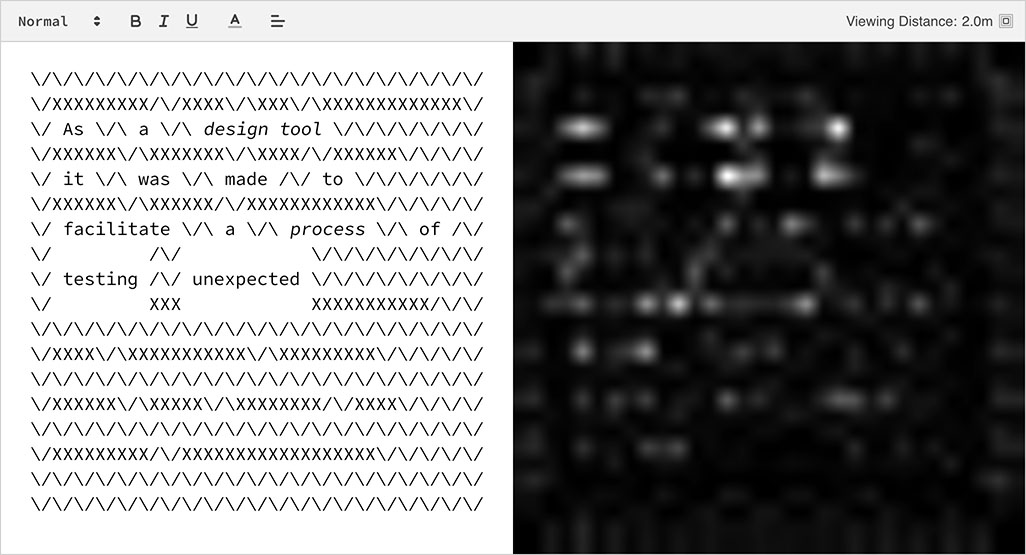 Normal B I U A Viewing Distance: 2.0m
\/\/\/\/\/\/\/\/\/\/\/\/\/\/\/\/\/\/\/\/\/
\/XXXXXXXXX/\/XXXX\/\XXX\/\XXXXXXXXXXXXX\/
\/ As \/\ a \/\ design tool \/\/\/\/\/\/\/
\/XXXXXX\/\XXXXXXX\/\XXXX/\/XXXXXX\/\/\/\/
\/ it \/\ was \/\ made /\/ to \/\/\/\/\/\/
\/XXXXXX\/\XXXXXX/\/XXXXXXXXXXXX\/\/\/\/\/
\/ facilitate \/\ a \/\ process \/\ of /\/
\/         /\/            \/\/\/\/\/\/\/\/
\/ testing /\/ unexpected \/\/\/\/\/\/\/\/
\/         XXX            XXXXXXXXXXX/\/\/
\/\/\/\/\/\/\/\/\/\/\/\/\/\/\/\/\/\/\/\/\/
\/XXXX\/\XXXXXXXXXXX\/\XXXXXXXXX\/\/\/\/\/
\/\/\/\/\/\/\/\/\/\/\/\/\/\/\/\/\/\/\/\/\/
\/XXXXXX\/\XXXXX\/\XXXXXXXX/\/XXXX\/\/\/\/
\/\/\/\/\/\/\/\/\/\/\/\/\/\/\/\/\/\/\/\/\/
\/XXXXXXXXX/\/XXXXXXXXXXXXXXXXXX\/\/\/\/\/
\/\/\/\/\/\/\/\/\/\/\/\/\/\/\/\/\/\/\/\/\/
\/\/\/\/\/\/\/\/\/\/\/\/\/\/\/\/\/\/\/\/\/